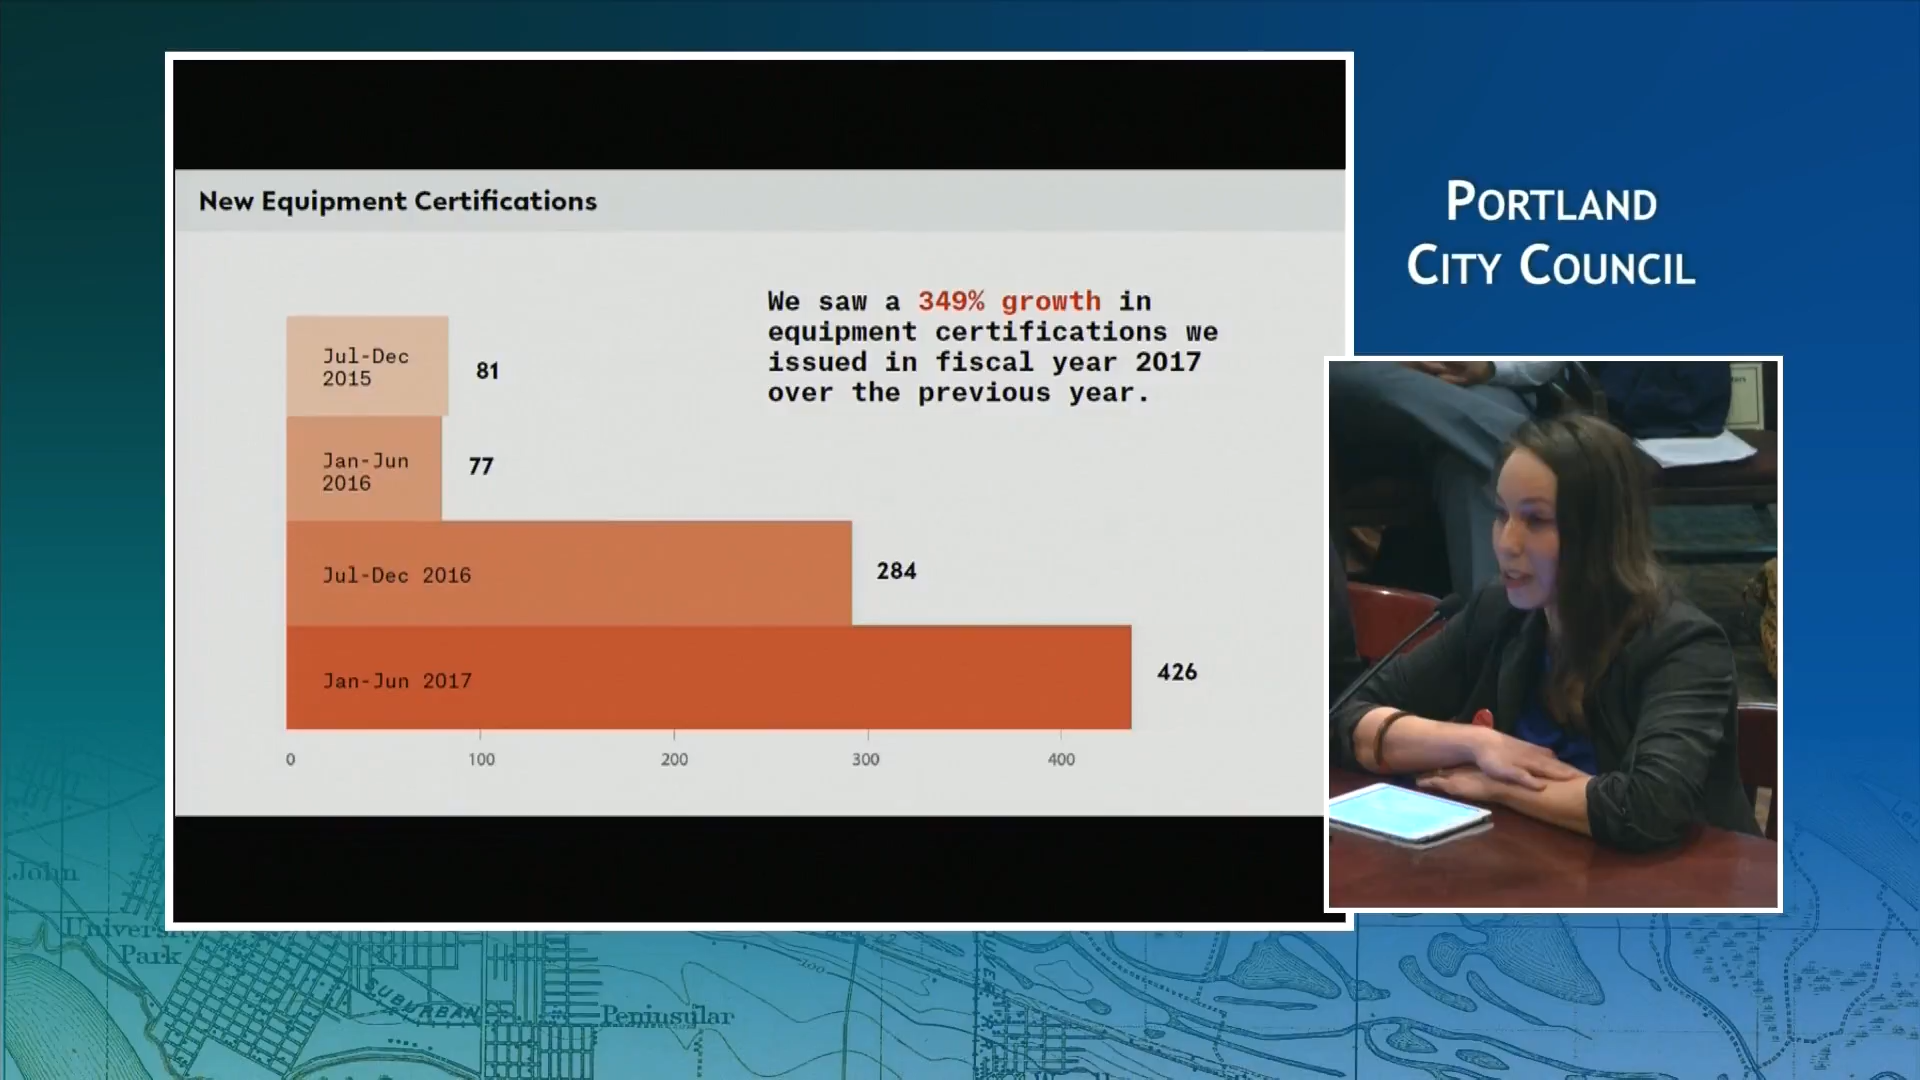 New Equipment Certifications
We saw a 349% growth in
equipment certifications we
issued in fiscal year 2017
over the previous year.
Jul-Dec
2015
81
Jan-Jun
2016
77
Jul-Dec 2016
284
Jan-Jun 2017
426
0 100 200 300 400
PORTLAND
CITY COUNCIL
John
University
Park
SUBURBAN
Peninsular